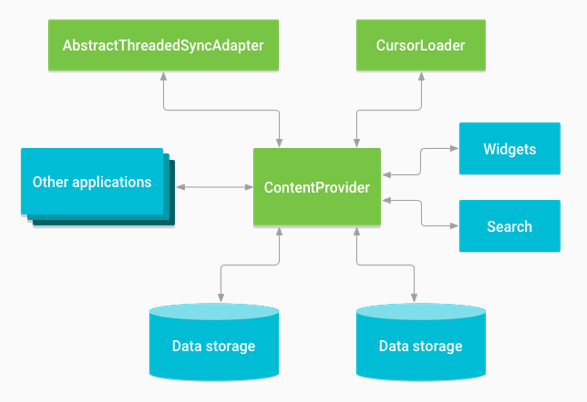 AbstractThreadedSyncAdapter
CursorLoader
Widgets
Other applications
ContentProvider
Search
Data storage
Data storage